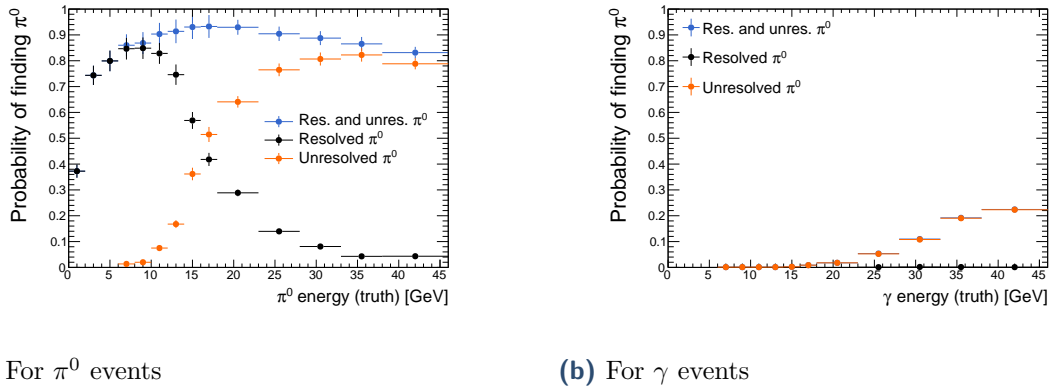 Probability of finding π⁰
1
0.9
0.8
0.7
0.6
0.5
0.4
0.3
0.2
0.1
0
Res. and unres. π⁰
Resolved π⁰
Unresolved π⁰
0 5 10 15 20 25 30 35 40 45
π⁰ energy (truth) [GeV]
For π⁰ events
Probability of finding π⁰
1
0.9
0.8
0.7
0.6
0.5
0.4
0.3
0.2
0.1
0
Res. and unres. π⁰
Resolved π⁰
Unresolved π⁰
0 5 10 15 20 25 30 35 40 45
γ energy (truth) [GeV]
(b) For γ events